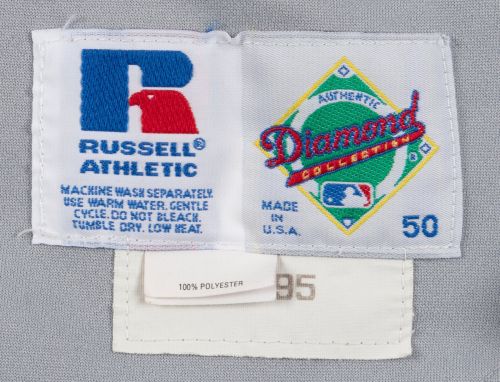 RUSSELL®
ATHLETIC
MACHINE WASH SEPARATELY.
USE WARM WATER. GENTLE
CYCLE. DO NOT BLEACH.
TUMBLE DRY. LOW HEAT.
AUTHENTIC
Diamond
COLLECTION
®
MADE
IN
U.S.A.
50
100% POLYESTER
95